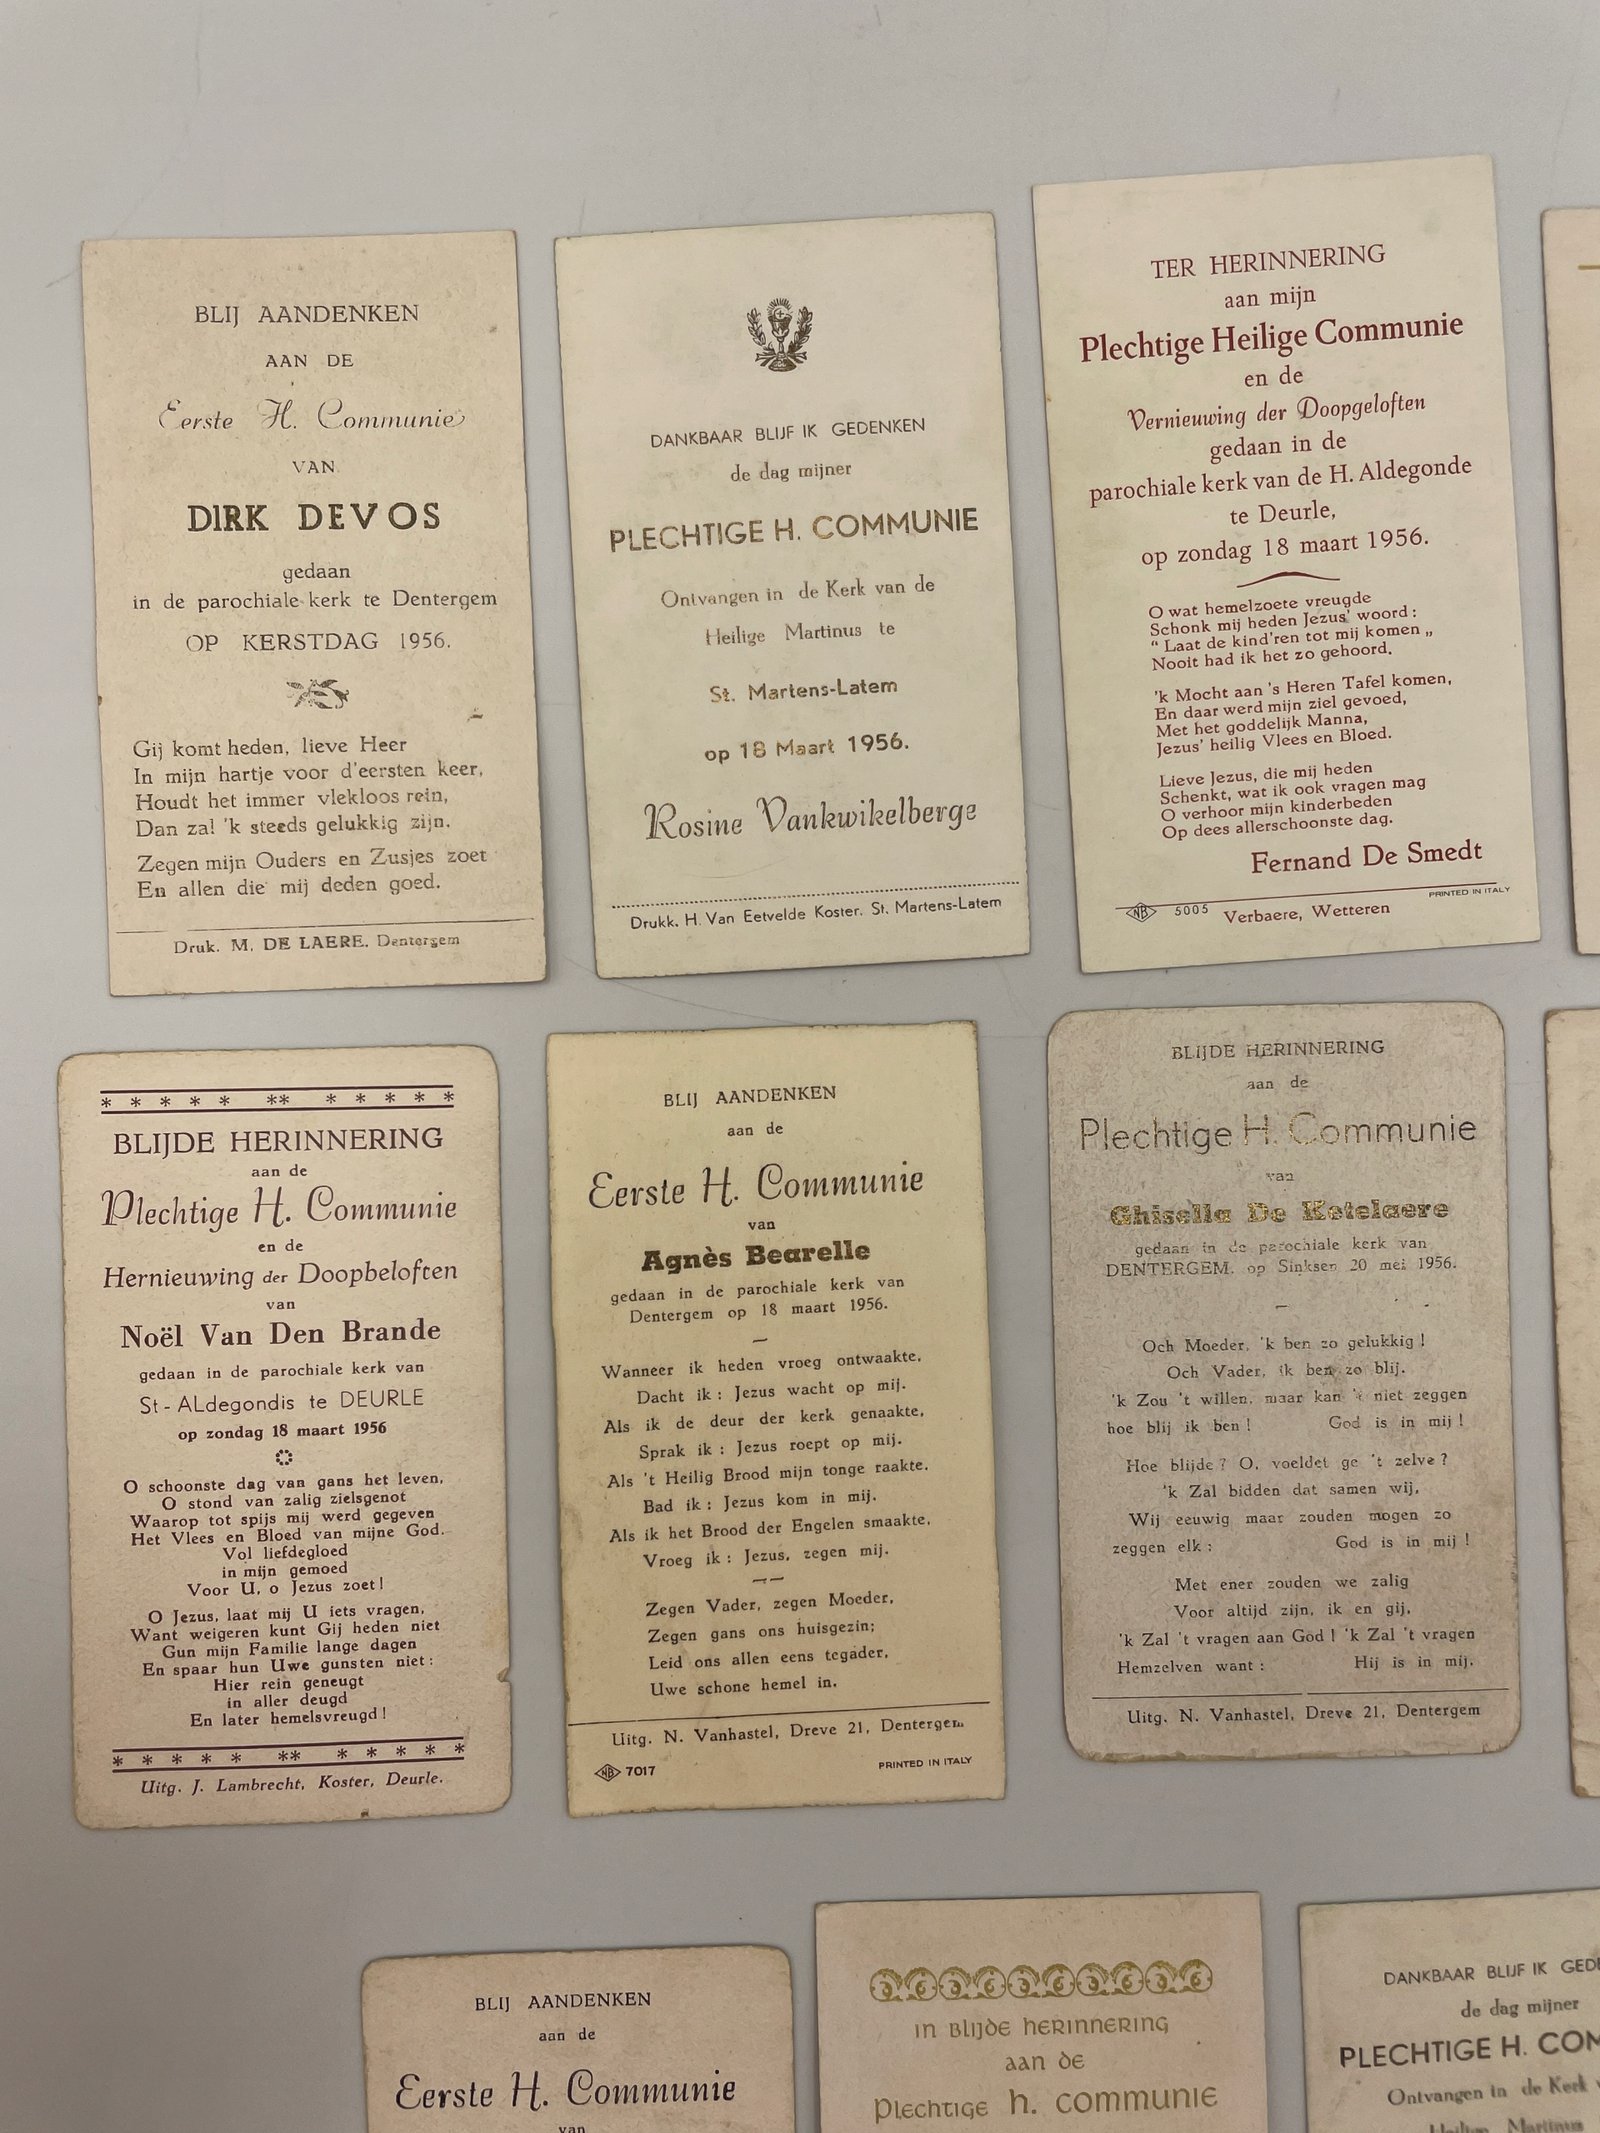 BLIJ AANDENKEN
AAN DE
Eerste H. Communie
VAN
DIRK DEVOS
gedaan
in de parochiale kerk te Dentergem
OP KERSTDAG 1956.
Gij komt heden, lieve Heer
In mijn hartje voor d'eersten keer,
Houdt het immer vlekloos rein,
Dan zal 'k steeds gelukkig zijn.
Zegen mijn Ouders en Zusjes zoet
En allen die mij deden goed.
Druk. M. DE LAERE. Dentergem
DANKBAAR BLIJF IK GEDENKEN
de dag mijner
PLECHTIGE H. COMMUNIE
Ontvangen in de Kerk van de
Heilige Martinus te
St. Martens-Latem
op 18 Maart 1956.
Rosine Vankwikelberge
Drukk. H. Van Eetvelde Koster. St. Martens-Latem
TER HERINNERING
aan mijn
Plechtige Heilige Communie
en de
Vernieuwing der Doopgeloften
gedaan in de
parochiale kerk van de H. Aldegonde
te Deurle,
op zondag 18 maart 1956.
O wat hemelzoete vreugde
Schonk mij heden Jezus' woord :
“ Laat de kind'ren tot mij komen „
Nooit had ik het zo gehoord.
'k Mocht aan 's Heren Tafel komen,
En daar werd mijn ziel gevoed,
Met het goddelijk Manna,
Jezus' heilig Vlees en Bloed.
Lieve Jezus, die mij heden
Schenkt, wat ik ook vragen mag
O verhoor mijn kinderbeden
Op dees allerschoonste dag.
Fernand De Smedt
PRINTED IN ITALY
NB 5005 Verbaere, Wetteren
* * * * * ** * * * * *
BLIJDE HERINNERING
aan de
Plechtige H. Communie
en de
Hernieuwing der Doopbeloften
van
Noël Van Den Brande
gedaan in de parochiale kerk van
St - ALdegondis te DEURLE
op zondag 18 maart 1956
O schoonste dag van gans het leven,
O stond van zalig zielsgenot
Waarop tot spijs mij werd gegeven
Het Vlees en Bloed van mijne God.
Vol liefdegloed
in mijn gemoed
Voor U, o Jezus zoet !
O Jezus, laat mij U iets vragen,
Want weigeren kunt Gij heden niet
Gun mijn Familie lange dagen
En spaar hun Uwe gunsten niet :
Hier rein geneugt
in aller deugd
En later hemelsvreugd !
* * * * * ** * * * * *
Uitg. J. Lambrecht, Koster, Deurle.
BLIJ AANDENKEN
aan de
Eerste H. Communie
van
Agnès Bearelle
gedaan in de parochiale kerk van
Dentergem op 18 maart 1956.
Wanneer ik heden vroeg ontwaakte,
Dacht ik : Jezus wacht op mij.
Als ik de deur der kerk genaakte,
Sprak ik : Jezus roept op mij.
Als 't Heilig Brood mijn tonge raakte.
Bad ik : Jezus kom in mij.
Als ik het Brood der Engelen smaakte,
Vroeg ik : Jezus, zegen mij.
Zegen Vader, zegen Moeder,
Zegen gans ons huisgezin;
Leid ons allen eens tegader,
Uwe schone hemel in.
Uitg. N. Vanhastel, Dreve 21, Dentergem
NB 7017 PRINTED IN ITALY
BLIJDE HERINNERING
aan de
Plechtige H. Communie
van
Ghisella De Ketelaere
gedaan in de parochiale kerk van
DENTERGEM, op Sinksen 20 mei 1956.
Och Moeder, 'k ben zo gelukkig !
Och Vader, ik ben zo blij.
'k Zou 't willen, maar kan 'k niet zeggen
hoe blij ik ben ! God is in mij !
Hoe blijde ? O, voeldet ge 't zelve ?
'k Zal bidden dat samen wij,
Wij eeuwig maar zouden mogen zo
zeggen elk : God is in mij !
Met ener zouden we zalig
Voor altijd zijn, ik en gij,
'k Zal 't vragen aan God ! 'k Zal 't vragen
Hemzelven want : Hij is in mij.
Uitg. N. Vanhastel, Dreve 21, Dentergem
BLIJ AANDENKEN
aan de
Eerste H. Communie
van
in blijde herinnering
aan de
plechtige h. communie
DANKBAAR BLIJF IK GEDE
de dag mijner
PLECHTIGE H. COM
Ontvangen in de Kerk
Heilige Martinus